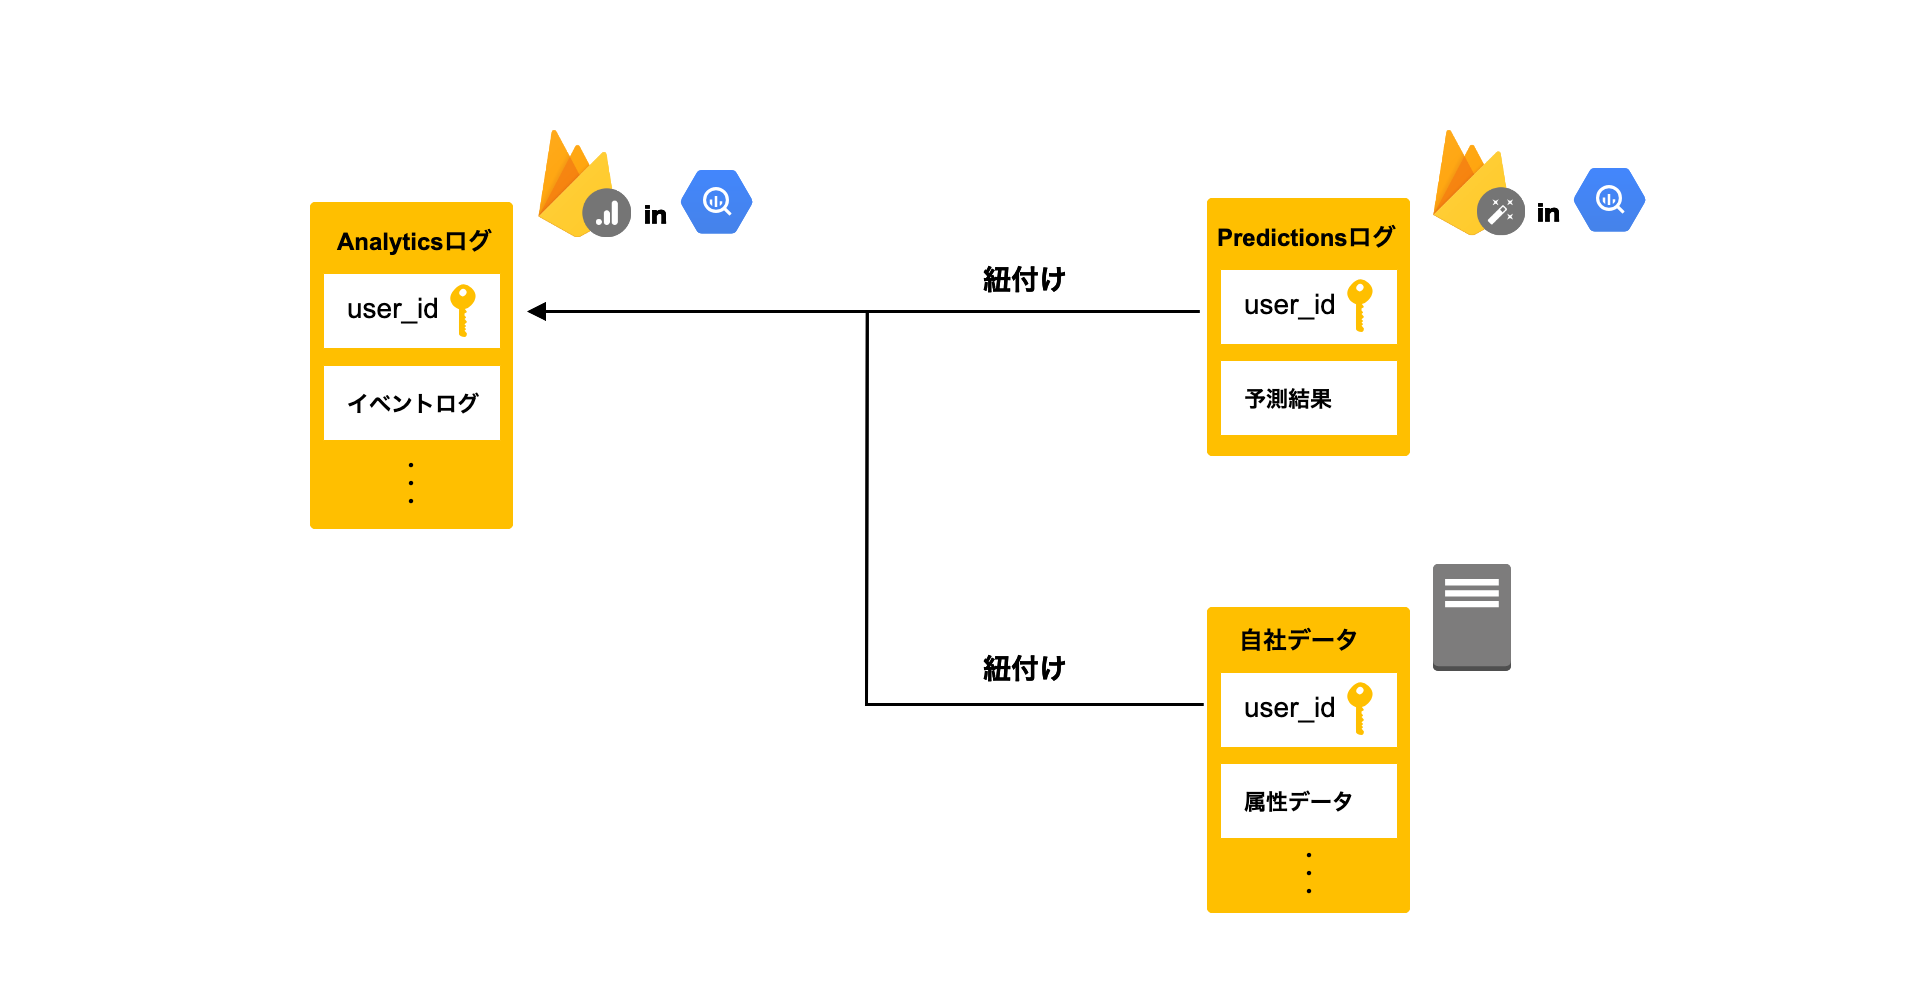 Analyticsログ
user_id
イベントログ
in
紐付け
Predictionsログ
user_id
予測結果
in
紐付け
自社データ
user_id
属性データ